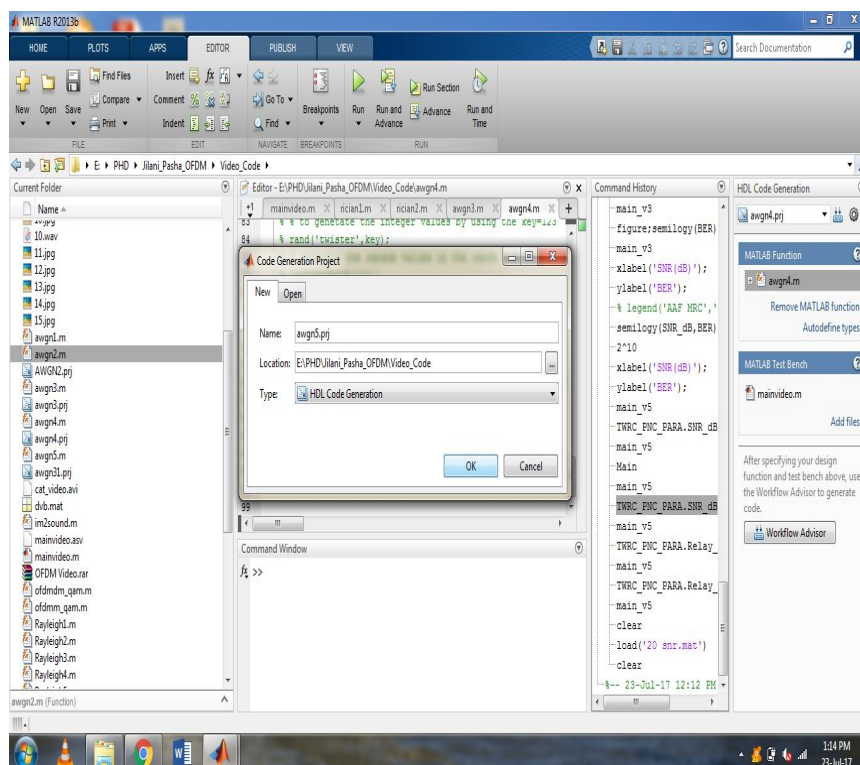 MATLAB R2013b
HOME PLOTS APPS EDITOR PUBLISH VIEW
Search Documentation
New Open Save
Find Files
Compare
Print
Insert
Comment
Indent
Go To
Find
Breakpoints
Run
Run and Advance
Run Section
Advance
Run and Time
FILE EDIT NAVIGATE BREAKPOINTS RUN
E: PHD Jilani_Pasha_OFDM Video_Code
Current Folder
Name
10.wav
11.jpg
12.jpg
13.jpg
14.jpg
15.jpg
awgn1.m
awgn2.m
AWGN2.prj
awgn3.m
awgn3.prj
awgn4.m
awgn4.prj
awgn5.m
awgn31.prj
cat_video.avi
dvb.mat
im2sound.m
mainvideo.asv
mainvideo.m
OFDM Video.rar
ofdmdm_qam.m
ofdmm_qam.m
Rayleigh1.m
Rayleigh2.m
Rayleigh3.m
Rayleigh4.m
awgn2.m (Function)
Editor - E:\PHD\Jilani_Pasha_OFDM\Video_Code\awgn4.m
+1 mainvideo.m rician1.m rician2.m awgn3.m awgn4.m +
83 % % to genetate the integer values by using the key=123
84 % rand('twister',key);
Code Generation Project
New Open
Name: awgn5.prj
Location: E:\PHD\Jilani_Pasha_OFDM\Video_Code ...
Type: HDL Code Generation
OK Cancel
99
Command Window
fx >>
Command History
main_v3
figure;semilogy(BER)
main_v3
xlabel('SNR(dB)');
ylabel('BER');
% legend('AAF MRC','
semilogy(SNR_dB,BER)
2^10
xlabel('SNR(dB)');
ylabel('BER');
main_v5
TWRC_PNC_PARA.SNR_dB
main_v5
Main
main_v5
TWRC_PNC_PARA.SNR_dB
main_v5
TWRC_PNC_PARA.Relay_
main_v5
TWRC_PNC_PARA.Relay_
main_v5
clear
load('20 snr.mat')
clear
%-- 23-Jul-17 12:12 PM
HDL Code Generation
awgn4.prj
MATLAB Function
awgn4.m
Remove MATLAB function
Autodefine types
MATLAB Test Bench
mainvideo.m
Add files
After specifying your design
function and test bench above, use
the Workflow Advisor to generate
code.
Workflow Advisor
1:14 PM
23-Jul-17